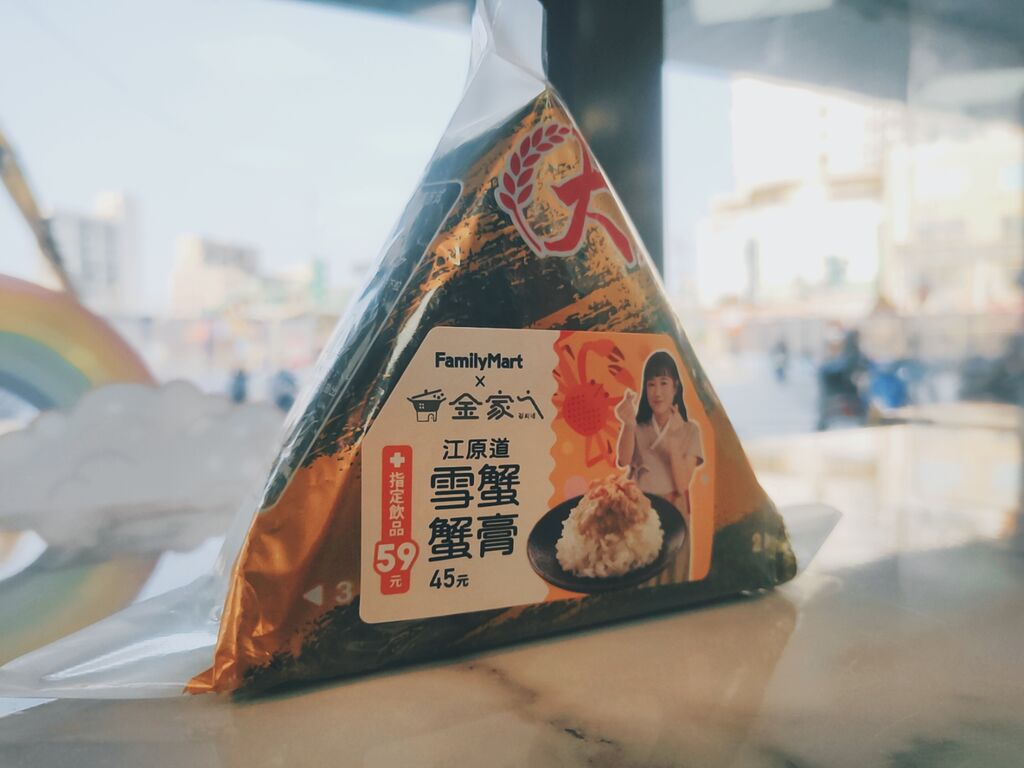 大
FamilyMart
×
金家ㄟ
江原道
雪蟹
蟹膏
45元
+
指定飲品
59
元
3